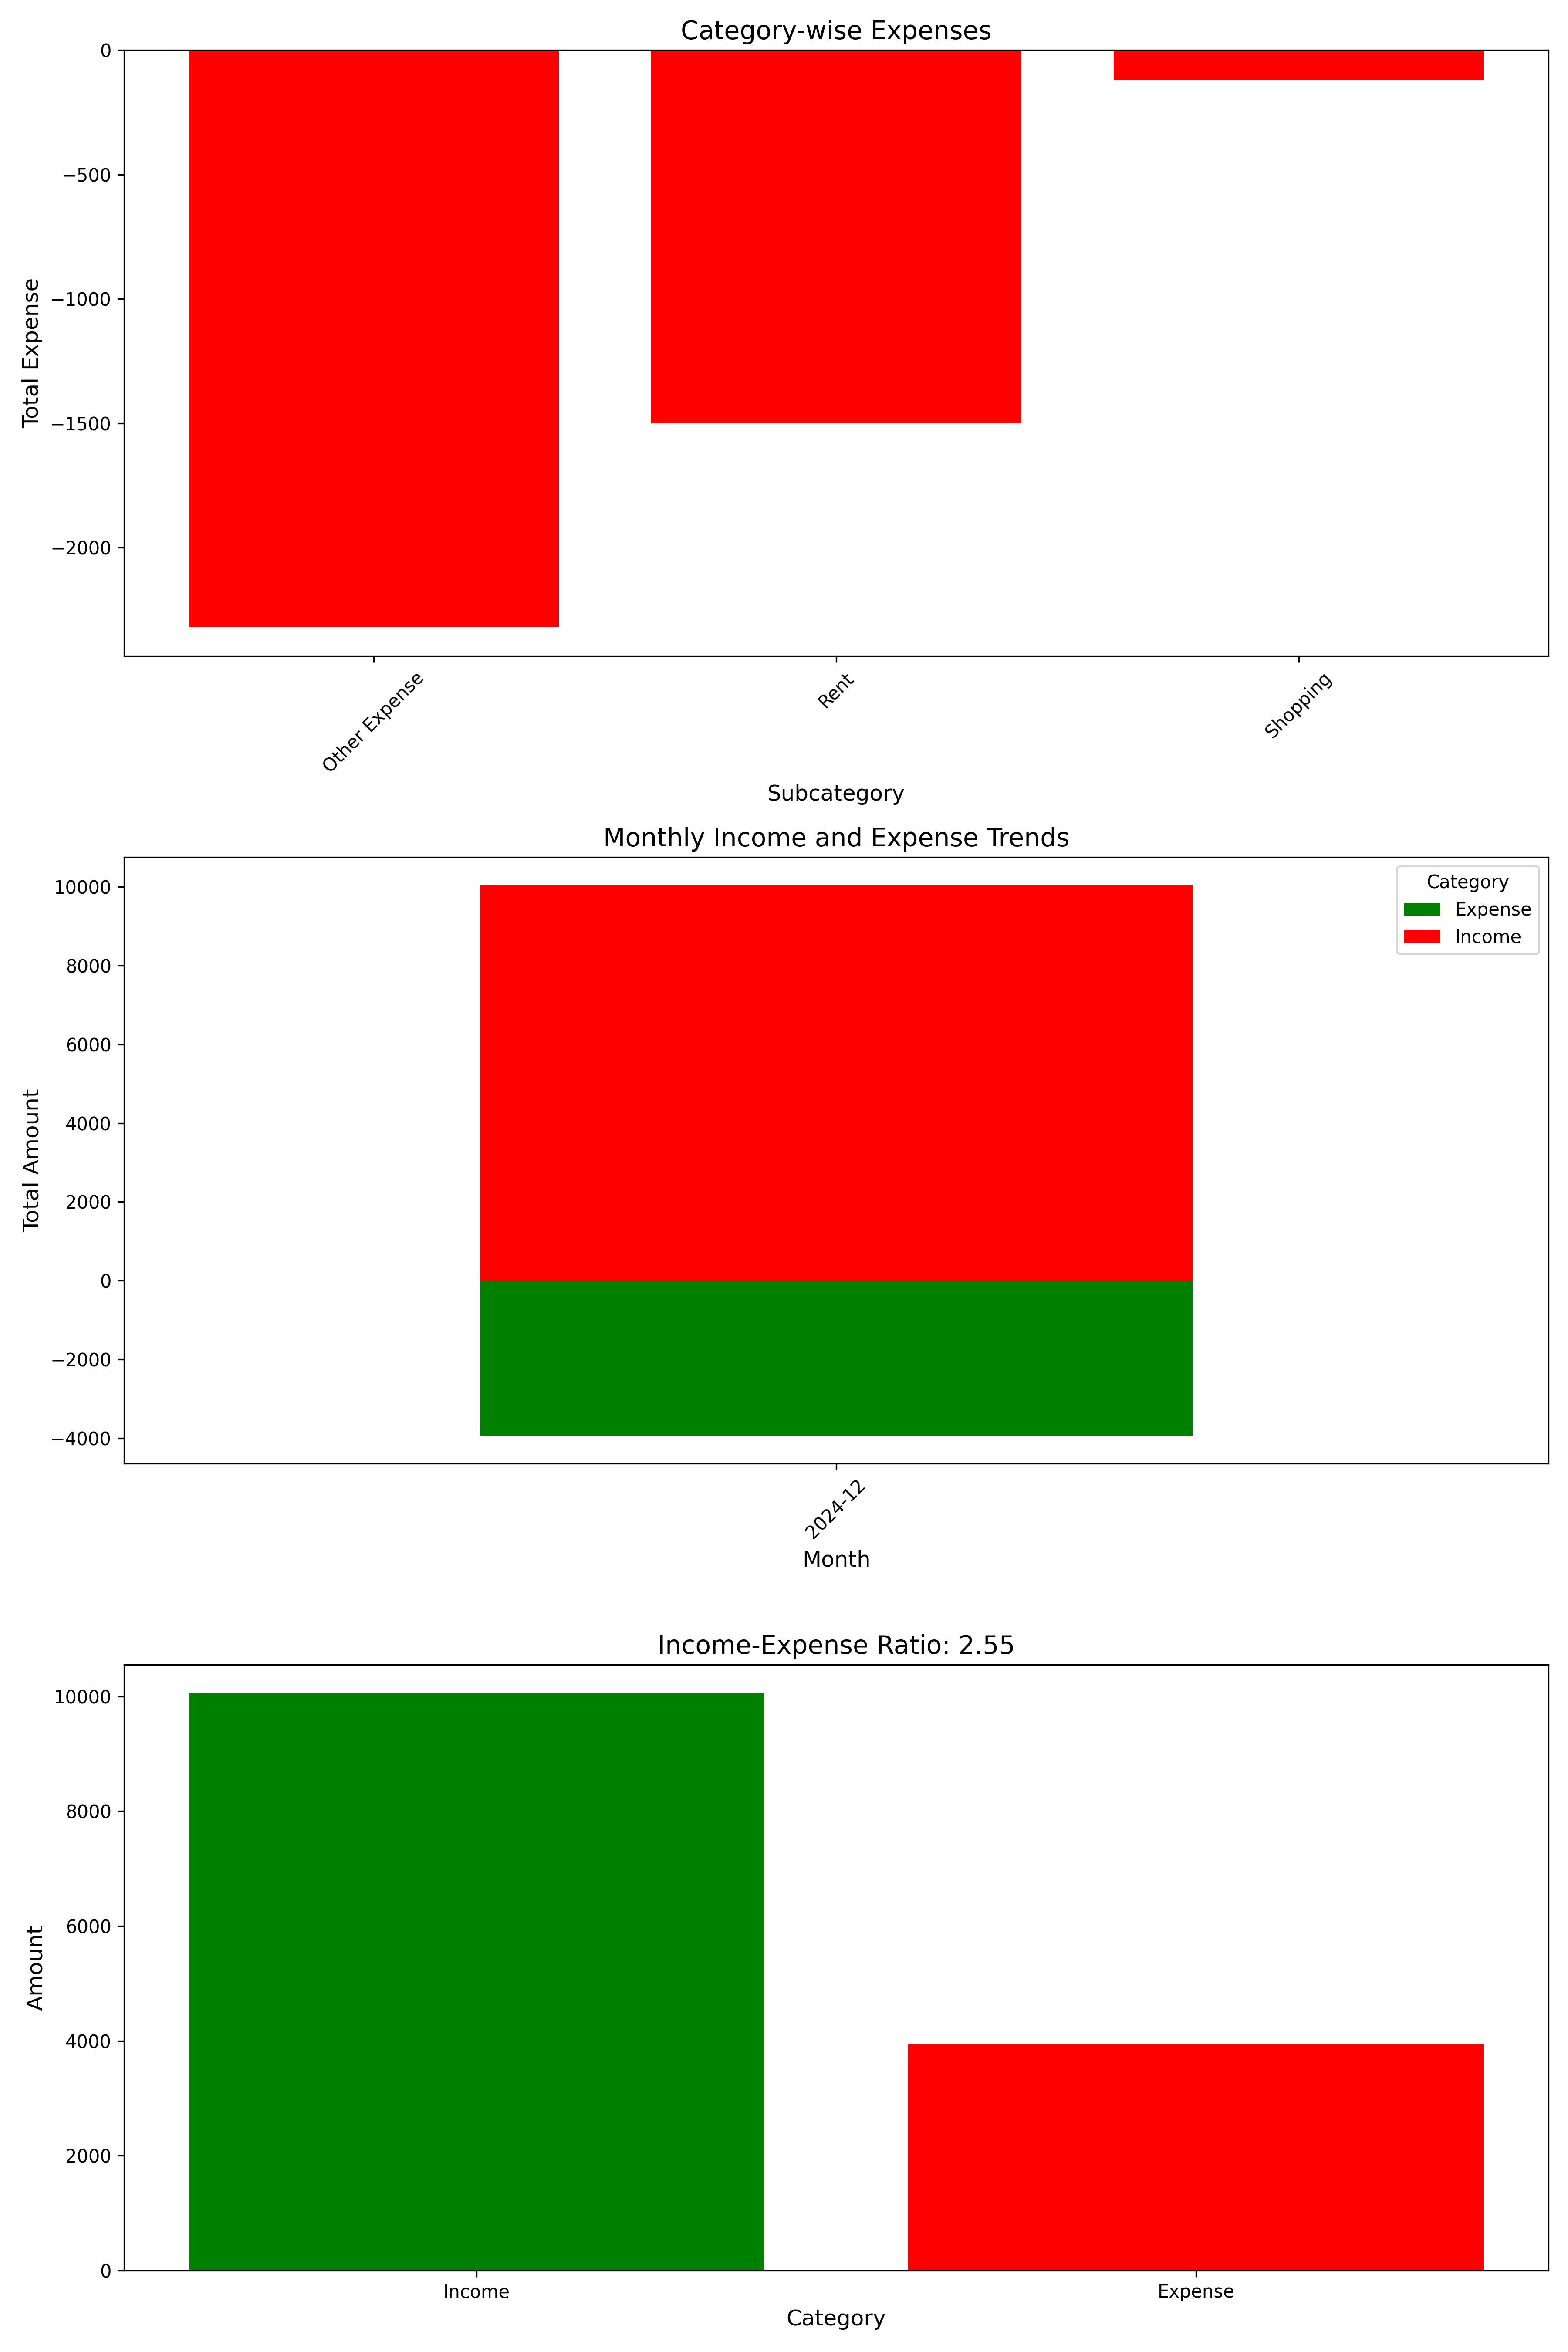 Category-wise Expenses
0
−500
−1000
−1500
−2000
Total Expense
Other Expense
Rent
Shopping
Subcategory
Monthly Income and Expense Trends
10000
8000
6000
4000
2000
0
−2000
−4000
Total Amount
Category
Expense
Income
2024-12
Month
Income-Expense Ratio: 2.55
10000
8000
6000
4000
2000
0
Amount
Income
Expense
Category